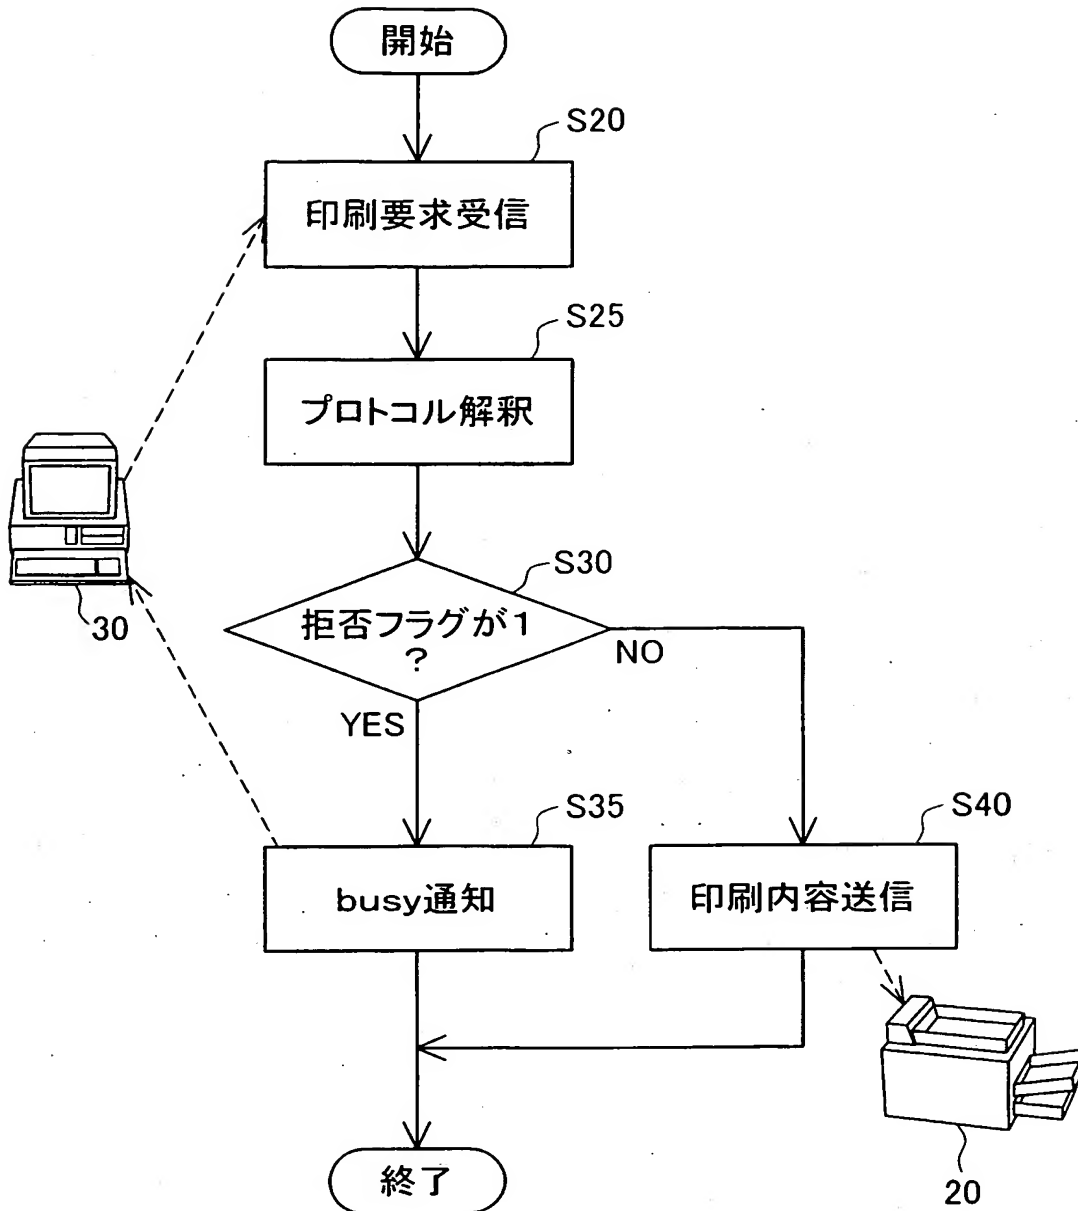 開始
S20
印刷要求受信
S25
プロトコル解釈
S30
拒否フラグが1
?
NO
YES
30
S35
busy通知
S40
印刷内容送信
20
終了